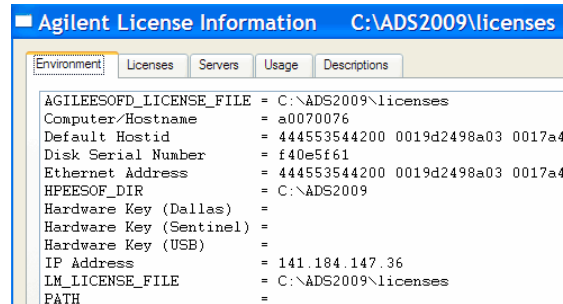 Agilent License Information C:\ADS2009\licenses
Environment Licenses Servers Usage Descriptions
AGILEESOFD_LICENSE_FILE = C:\ADS2009\licenses
Computer/Hostname = a0070076
Default Hostid = 444553544200 0019d2498a03 0017a4
Disk Serial Number = f40e5f61
Ethernet Address = 444553544200 0019d2498a03 0017a4
HPEESOF_DIR = C:\ADS2009
Hardware Key (Dallas) =
Hardware Key (Sentinel) =
Hardware Key (USB) =
IP Address = 141.184.147.36
LM_LICENSE_FILE = C:\ADS2009\licenses
PATH =